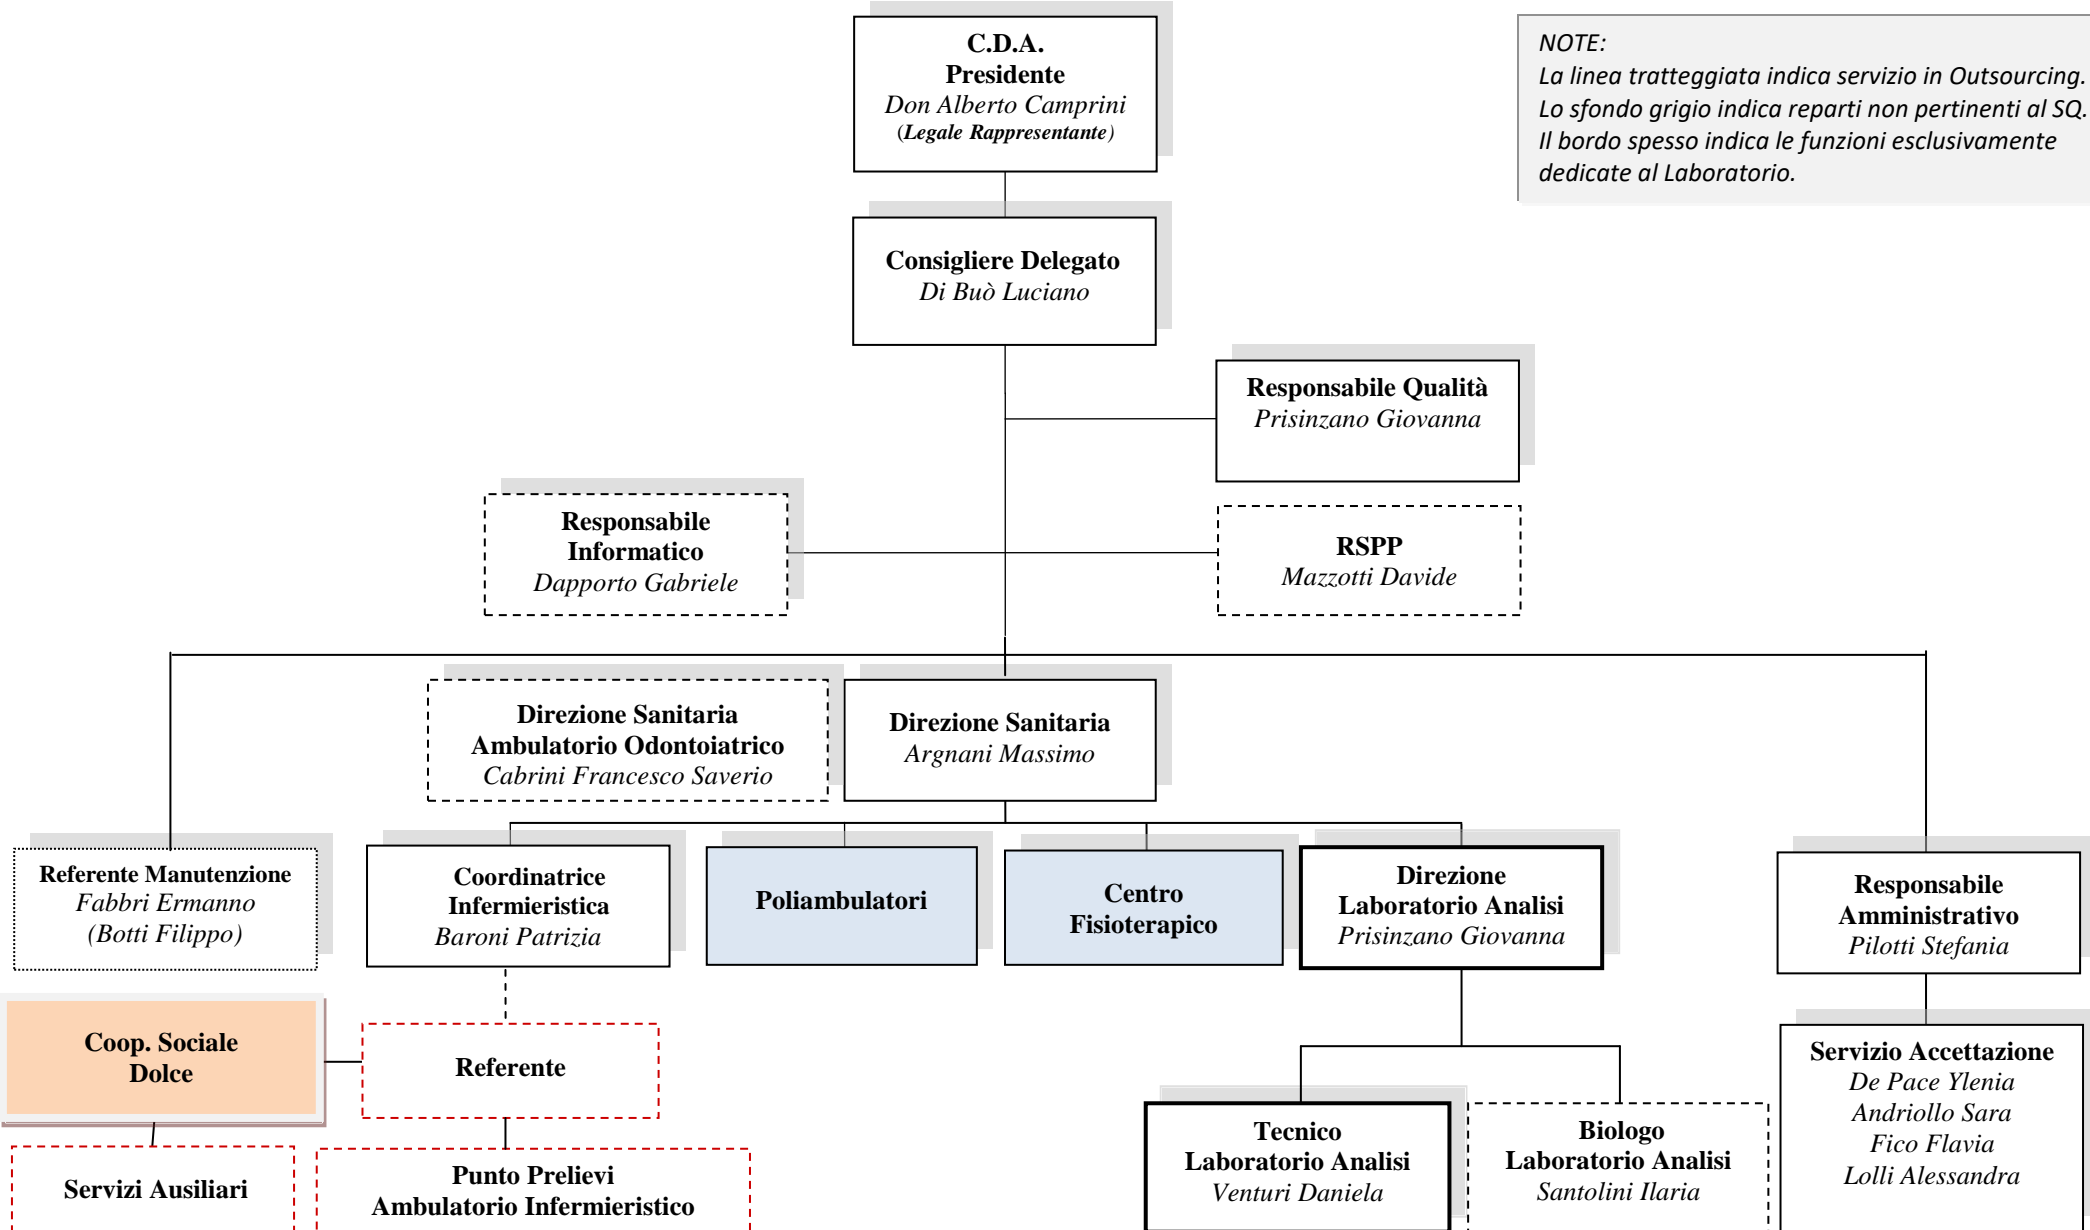 C.D.A.
Presidente
Don Alberto Camprini
(Legale Rappresentante)
NOTE:
La linea tratteggiata indica servizio in Outsourcing.
Lo sfondo grigio indica reparti non pertinenti al SQ.
Il bordo spesso indica le funzioni esclusivamente
dedicate al Laboratorio.
Consigliere Delegato
Di Buò Luciano
Responsabile Qualità
Prisinzano Giovanna
Responsabile
Informatico
Dapporto Gabriele
RSPP
Mazzotti Davide
Direzione Sanitaria
Ambulatorio Odontoiatrico
Cabrini Francesco Saverio
Direzione Sanitaria
Argnani Massimo
Referente Manutenzione
Fabbri Ermanno
(Botti Filippo)
Coordinatrice
Infermieristica
Baroni Patrizia
Poliambulatori
Centro
Fisioterapico
Direzione
Laboratorio Analisi
Prisinzano Giovanna
Responsabile
Amministrativo
Pilotti Stefania
Coop. Sociale
Dolce
Referente
Servizi Ausiliari
Punto Prelievi
Ambulatorio Infermieristico
Tecnico
Laboratorio Analisi
Venturi Daniela
Biologo
Laboratorio Analisi
Santolini Ilaria
Servizio Accettazione
De Pace Ylenia
Andriollo Sara
Fico Flavia
Lolli Alessandra